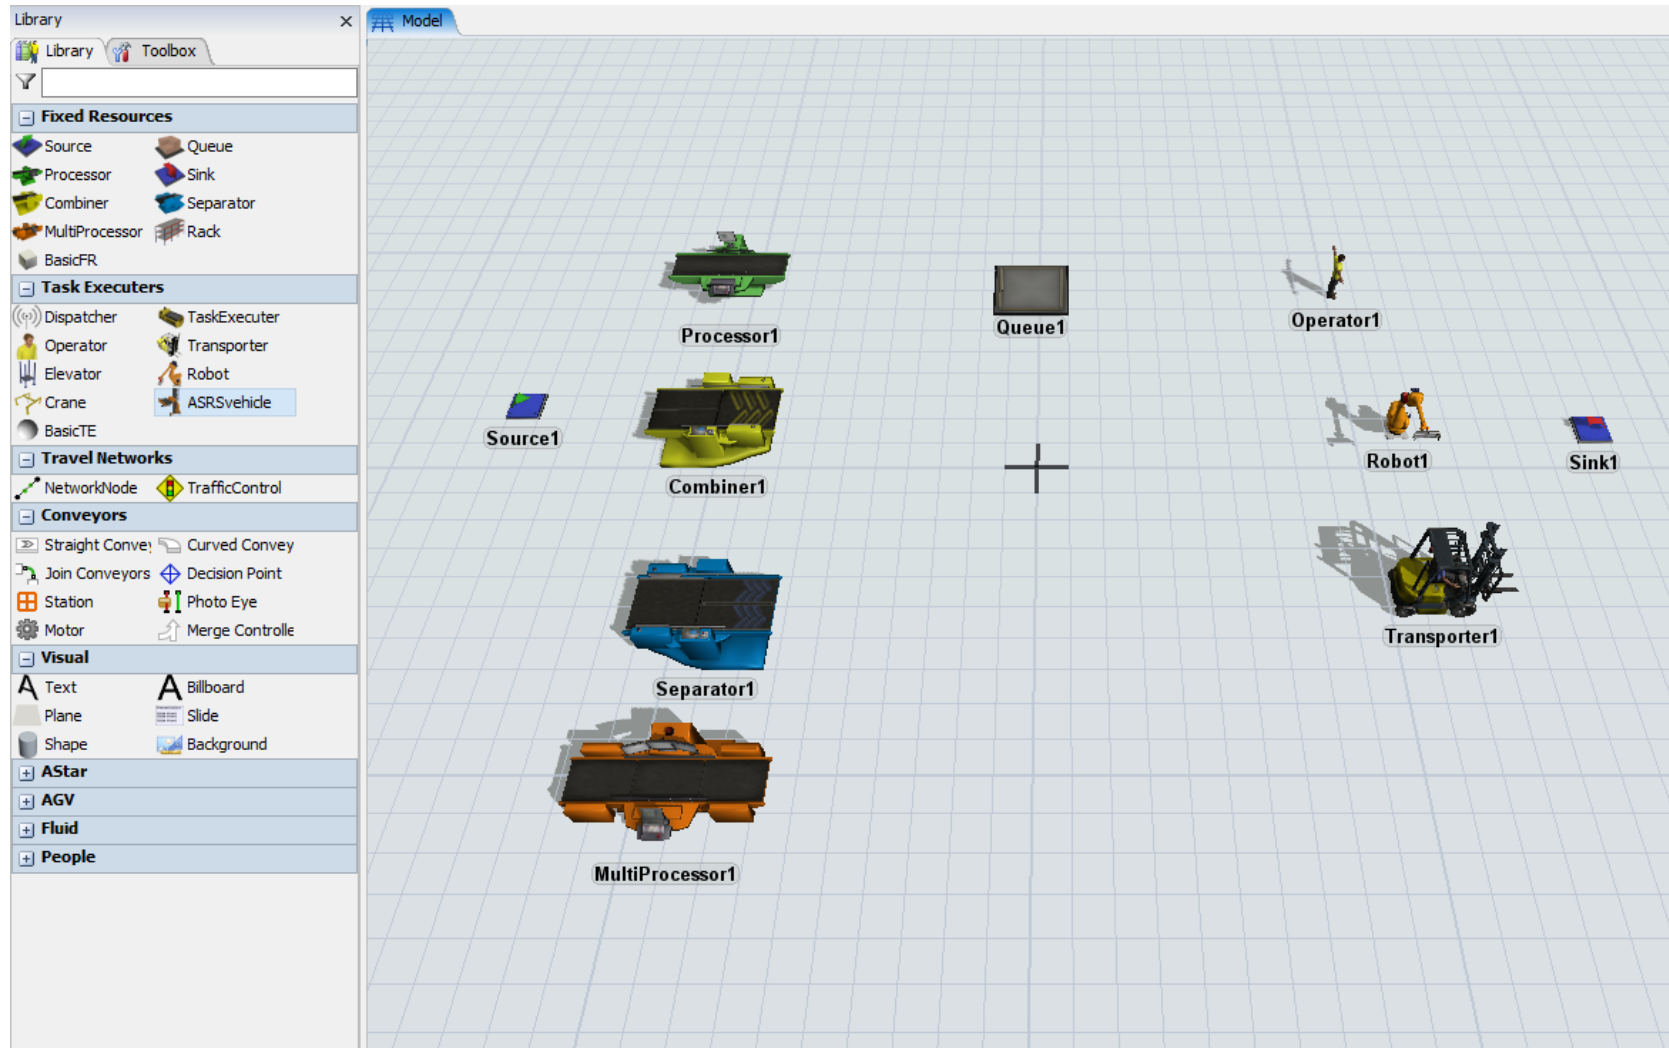 Library
Library Toolbox
Fixed Resources
Source Queue
Processor Sink
Combiner Separator
MultiProcessor Rack
BasicFR
Task Executers
Dispatcher TaskExecuter
Operator Transporter
Elevator Robot
Crane ASRSvehicle
BasicTE
Travel Networks
NetworkNode TrafficControl
Conveyors
Straight Convey Curved Convey
Join Conveyors Decision Point
Station Photo Eye
Motor Merge Controlle
Visual
A Text A Billboard
Plane Slide
Shape Background
AStar
AGV
Fluid
People
Model
Processor1
Queue1
Operator1
Source1
Combiner1
Robot1
Sink1
Separator1
Transporter1
MultiProcessor1